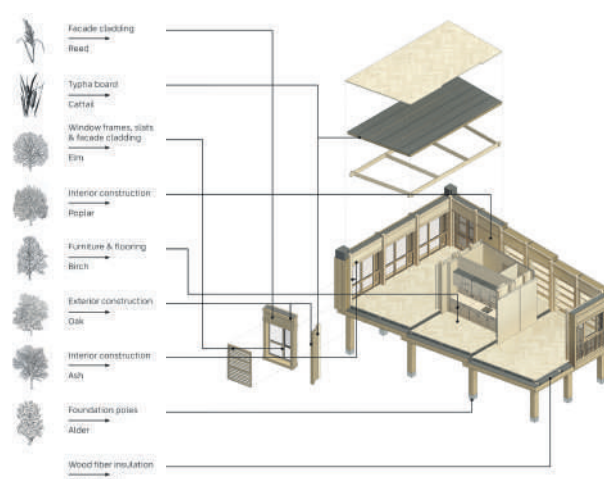 Facade cladding
Reed
Typha board
Cattail
Window frames, slats
& facade cladding
Elm
Interior construction
Poplar
Furniture & flooring
Birch
Exterior construction
Oak
Interior construction
Ash
Foundation poles
Alder
Wood fiber insulation